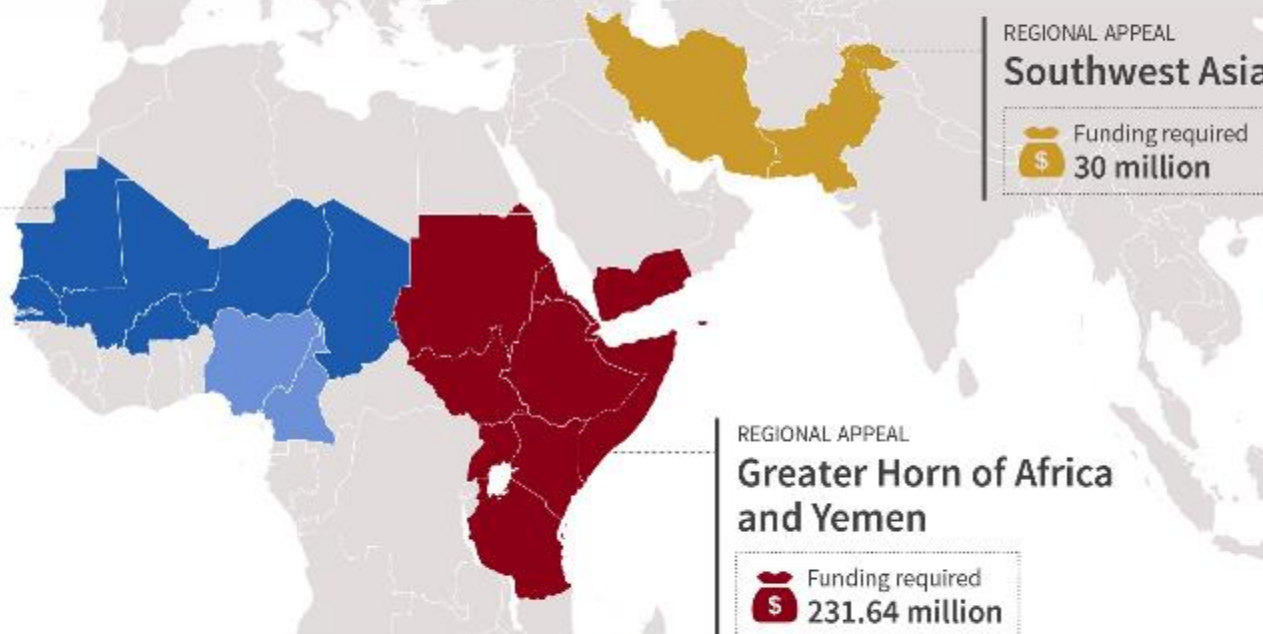 REGIONAL APPEAL
Southwest Asia
$ Funding required
30 million
REGIONAL APPEAL
Greater Horn of Africa
and Yemen
$ Funding required
231.64 million